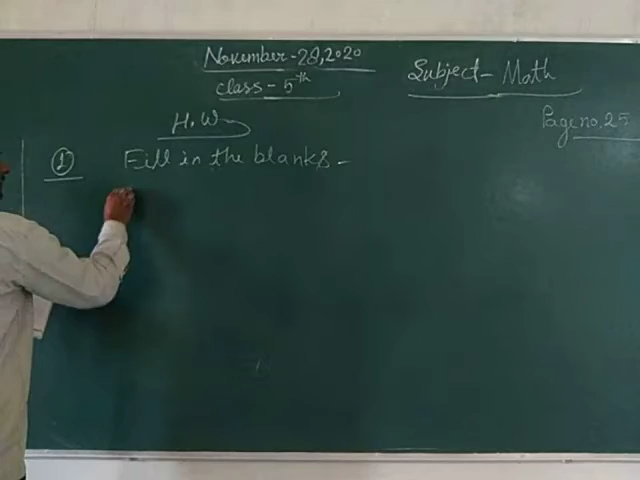 November-28,2020
Class-5th
Subject-Math
H.W
Page no. 25
① Fill in the blanks-